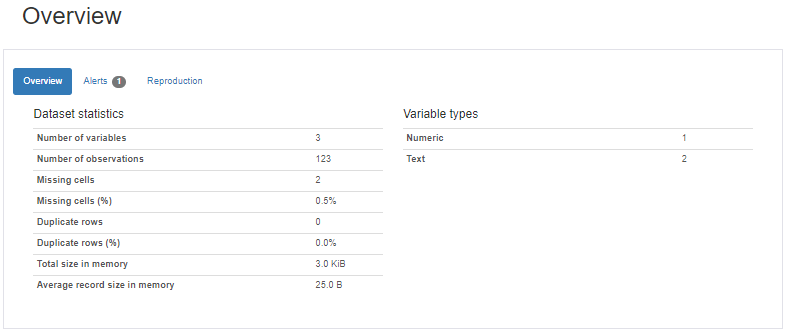 Overview
Overview Alerts 1 Reproduction
Dataset statistics
Number of variables 3
Number of observations 123
Missing cells 2
Missing cells (%) 0.5%
Duplicate rows 0
Duplicate rows (%) 0.0%
Total size in memory 3.0 KiB
Average record size in memory 25.0 B
Variable types
Numeric 1
Text 2